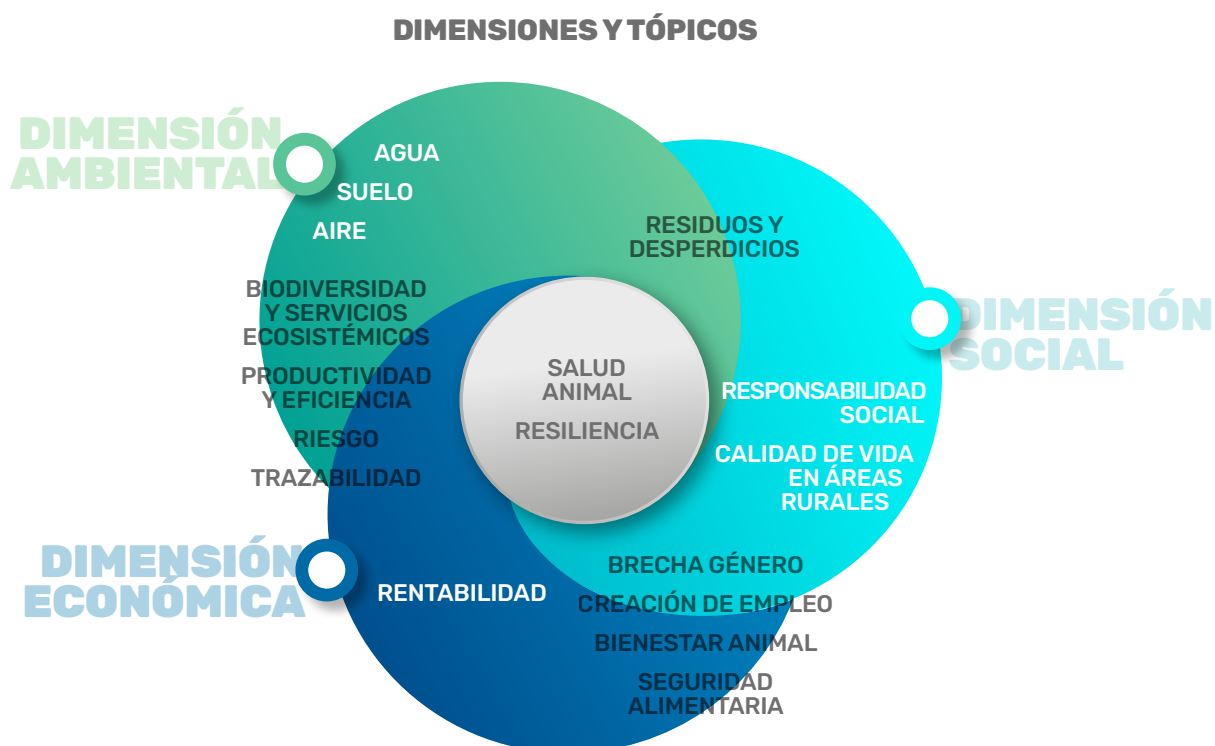 DIMENSIONES Y TÓPICOS
DIMENSIÓN
AMBIENTAL
AGUA
SUELO
AIRE
BIODIVERSIDAD
Y SERVICIOS
ECOSISTÉMICOS
PRODUCTIVIDAD
Y EFICIENCIA
RIESGO
TRAZABILIDAD
RESIDUOS Y
DESPERDICIOS
SALUD
ANIMAL
RESILIENCIA
DIMENSIÓN
SOCIAL
RESPONSABILIDAD
SOCIAL
CALIDAD DE VIDA
EN ÁREAS
RURALES
DIMENSIÓN
ECONÓMICA
RENTABILIDAD
BRECHA GÉNERO
CREACIÓN DE EMPLEO
BIENESTAR ANIMAL
SEGURIDAD
ALIMENTARIA